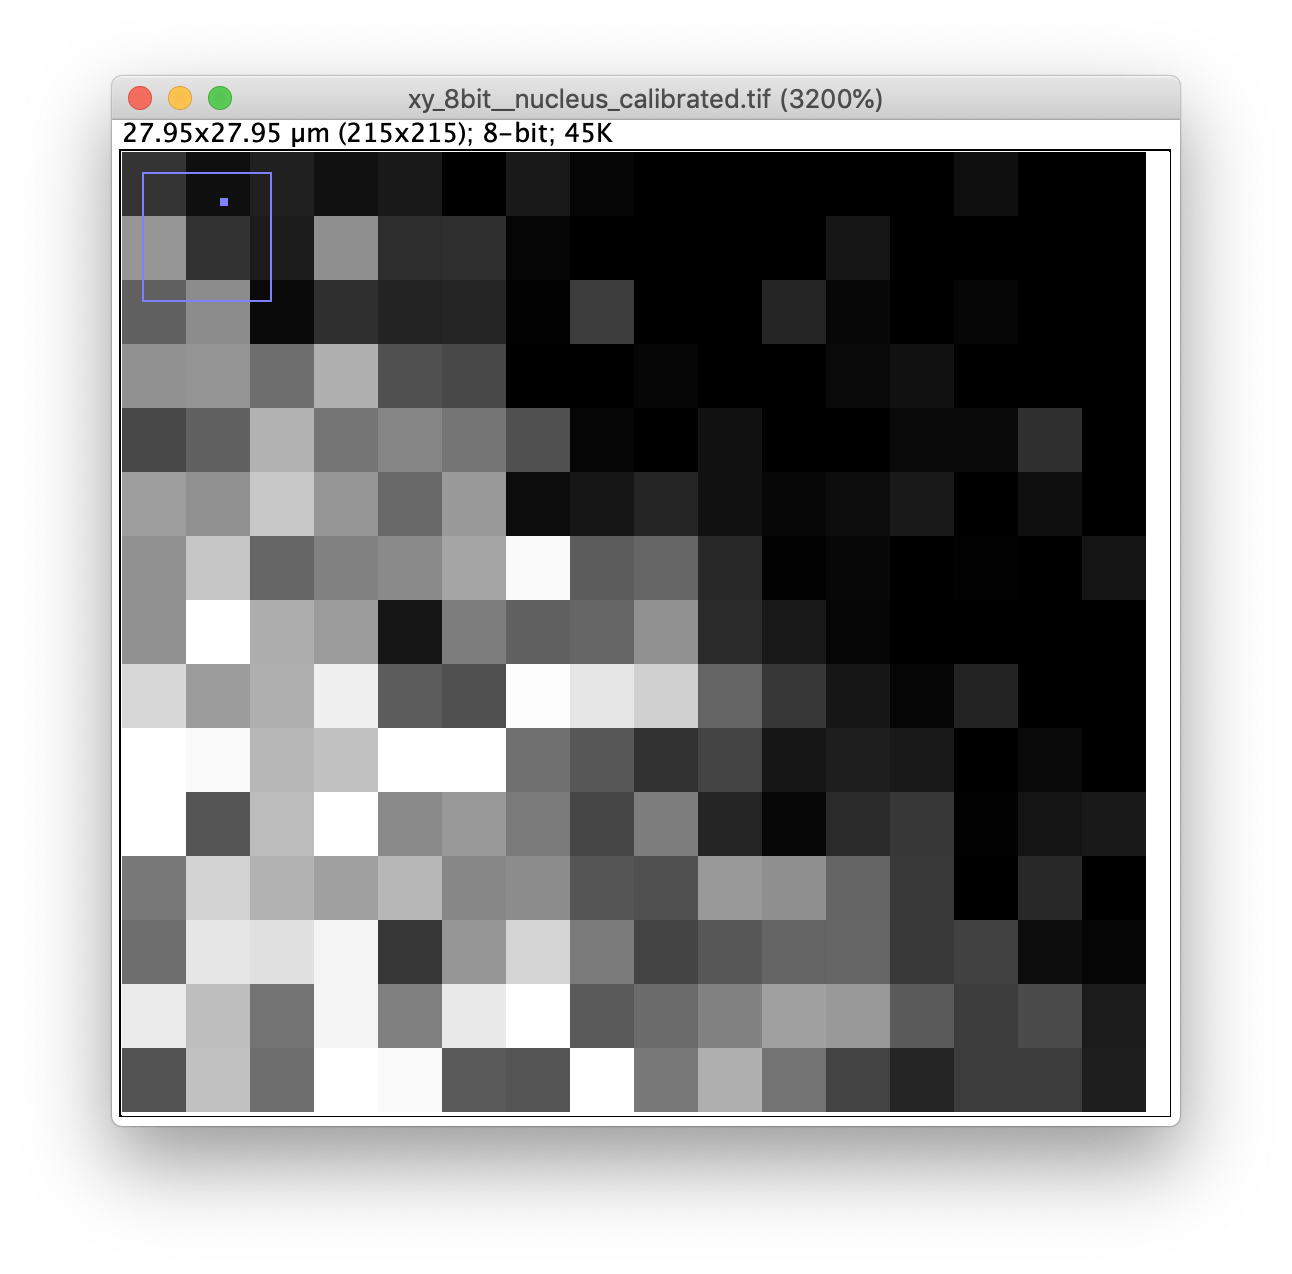 xy_8bit__nucleus_calibrated.tif (3200%)
27.95x27.95 µm (215x215); 8-bit; 45K